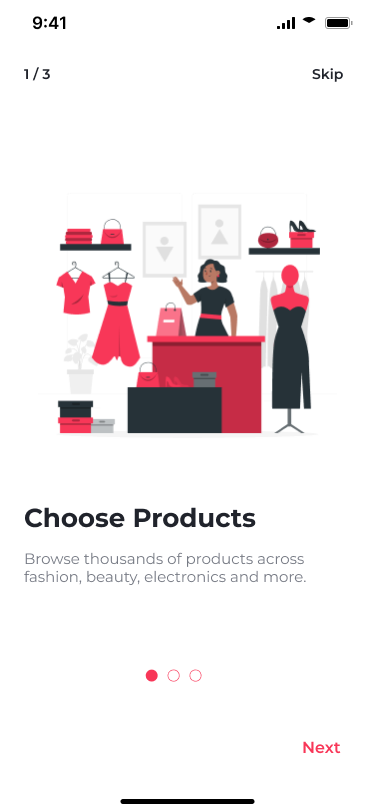 9:41
1 / 3
Skip
Choose Products
Browse thousands of products across
fashion, beauty, electronics and more.
Next